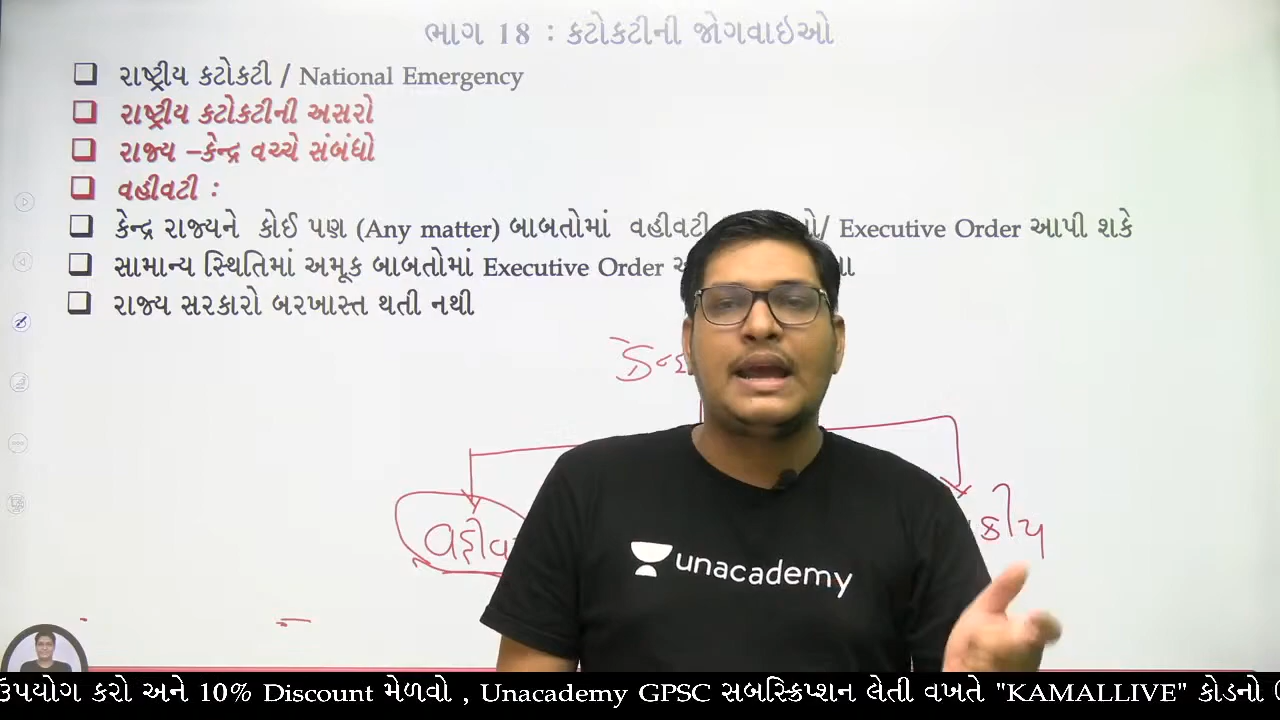 ભાગ 18 : કટોકટીની જોગવાઇઓ
રાષ્ટ્રીય કટોકટી / National Emergency
રાષ્ટ્રીય કટોકટીની અસરો
રાજ્ય –કેન્દ્ર વચ્ચે સંબંધો
વહીવટી :
કેન્દ્ર રાજ્યને કોઈ પણ (Any matter) બાબતોમાં વહીવટી / Executive Order આપી શકે
સામાન્ય સ્થિતિમાં અમૂક બાબતોમાં Executive Order
રાજ્ય સરકારો બરખાસ્ત થતી નથી
unacademy
ઉપયોગ કરો અને 10% Discount મેળવો , Unacademy GPSC સબસ્ક્રિપ્શન લેતી વખતે "KAMALLIVE" કોડનો